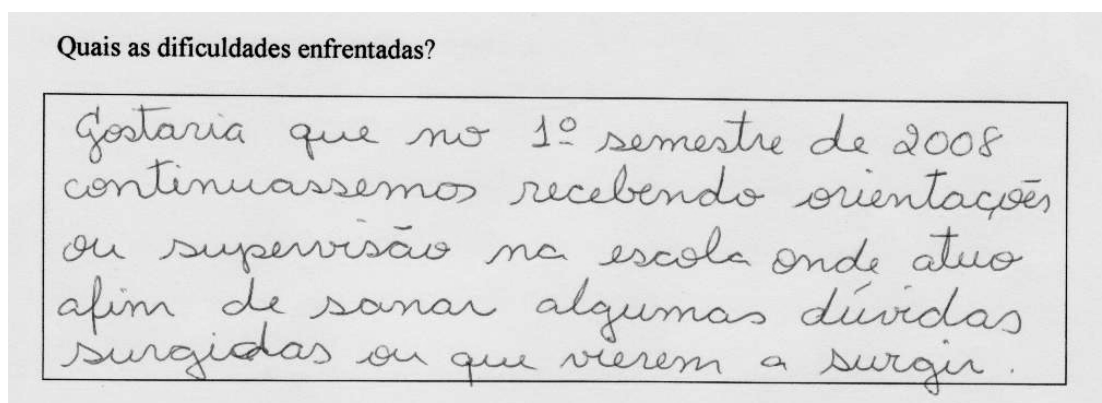 Quais as dificuldades enfrentadas?
Gostaria que no 1º semestre de 2008
continuassemos recebendo orientações
ou supervisão na escola onde atuo
afim de sanar algumas dúvidas
surgidas ou que vierem a surgir.